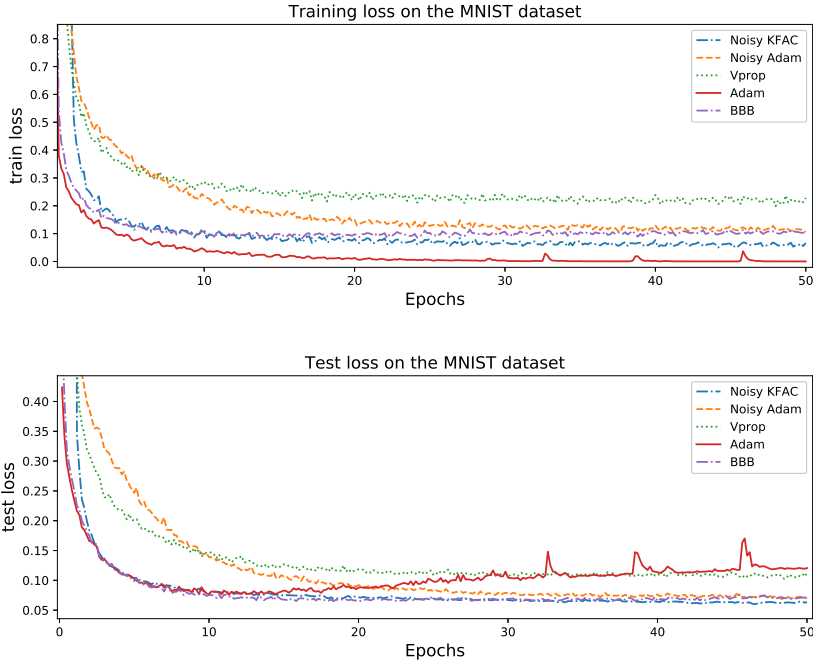 Training loss on the MNIST dataset
train loss
0.8
0.7
0.6
0.5
0.4
0.3
0.2
0.1
0.0
Noisy KFAC
Noisy Adam
Vprop
Adam
BBB
10 20 30 40 50
Epochs
Test loss on the MNIST dataset
test loss
0.40
0.35
0.30
0.25
0.20
0.15
0.10
0.05
Noisy KFAC
Noisy Adam
Vprop
Adam
BBB
0 10 20 30 40 50
Epochs